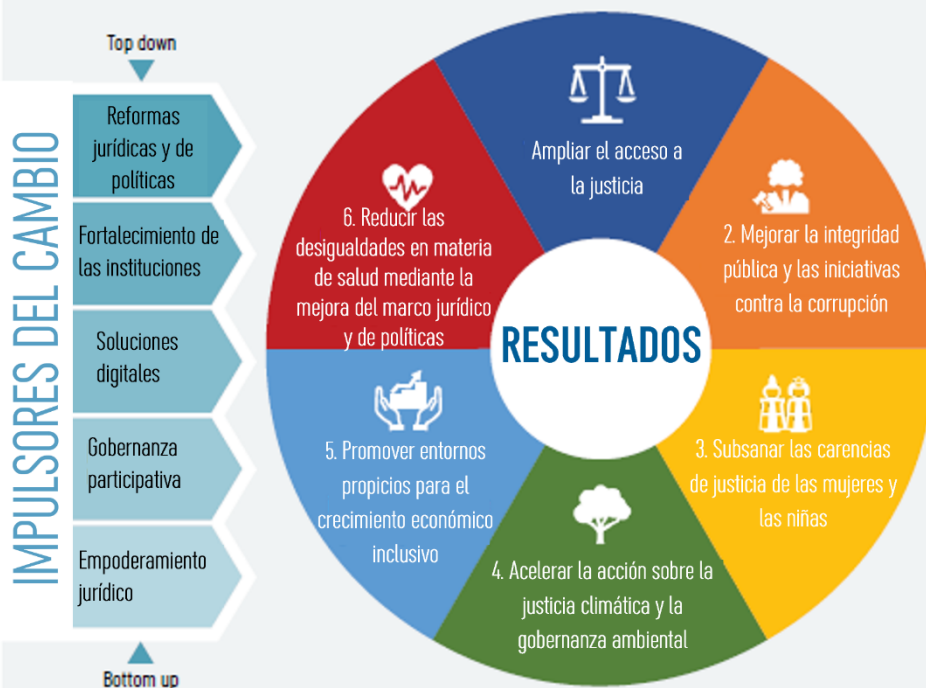 IMPULSORES DEL CAMBIO
Top down
Reformas
jurídicas y de
políticas
Fortalecimiento de
las instituciones
Soluciones
digitales
Gobernanza
participativa
Empoderamiento
jurídico
Bottom up
RESULTADOS
Ampliar el acceso a
la justicia
2. Mejorar la integridad
pública y las iniciativas
contra la corrupción
3. Subsanar las carencias
de justicia de las mujeres y
las niñas
4. Acelerar la acción sobre la
justicia climática y la
gobernanza ambiental
5. Promover entornos
propicios para el
crecimiento económico
inclusivo
6. Reducir las
desigualdades en materia
de salud mediante la
mejora del marco jurídico
y de políticas